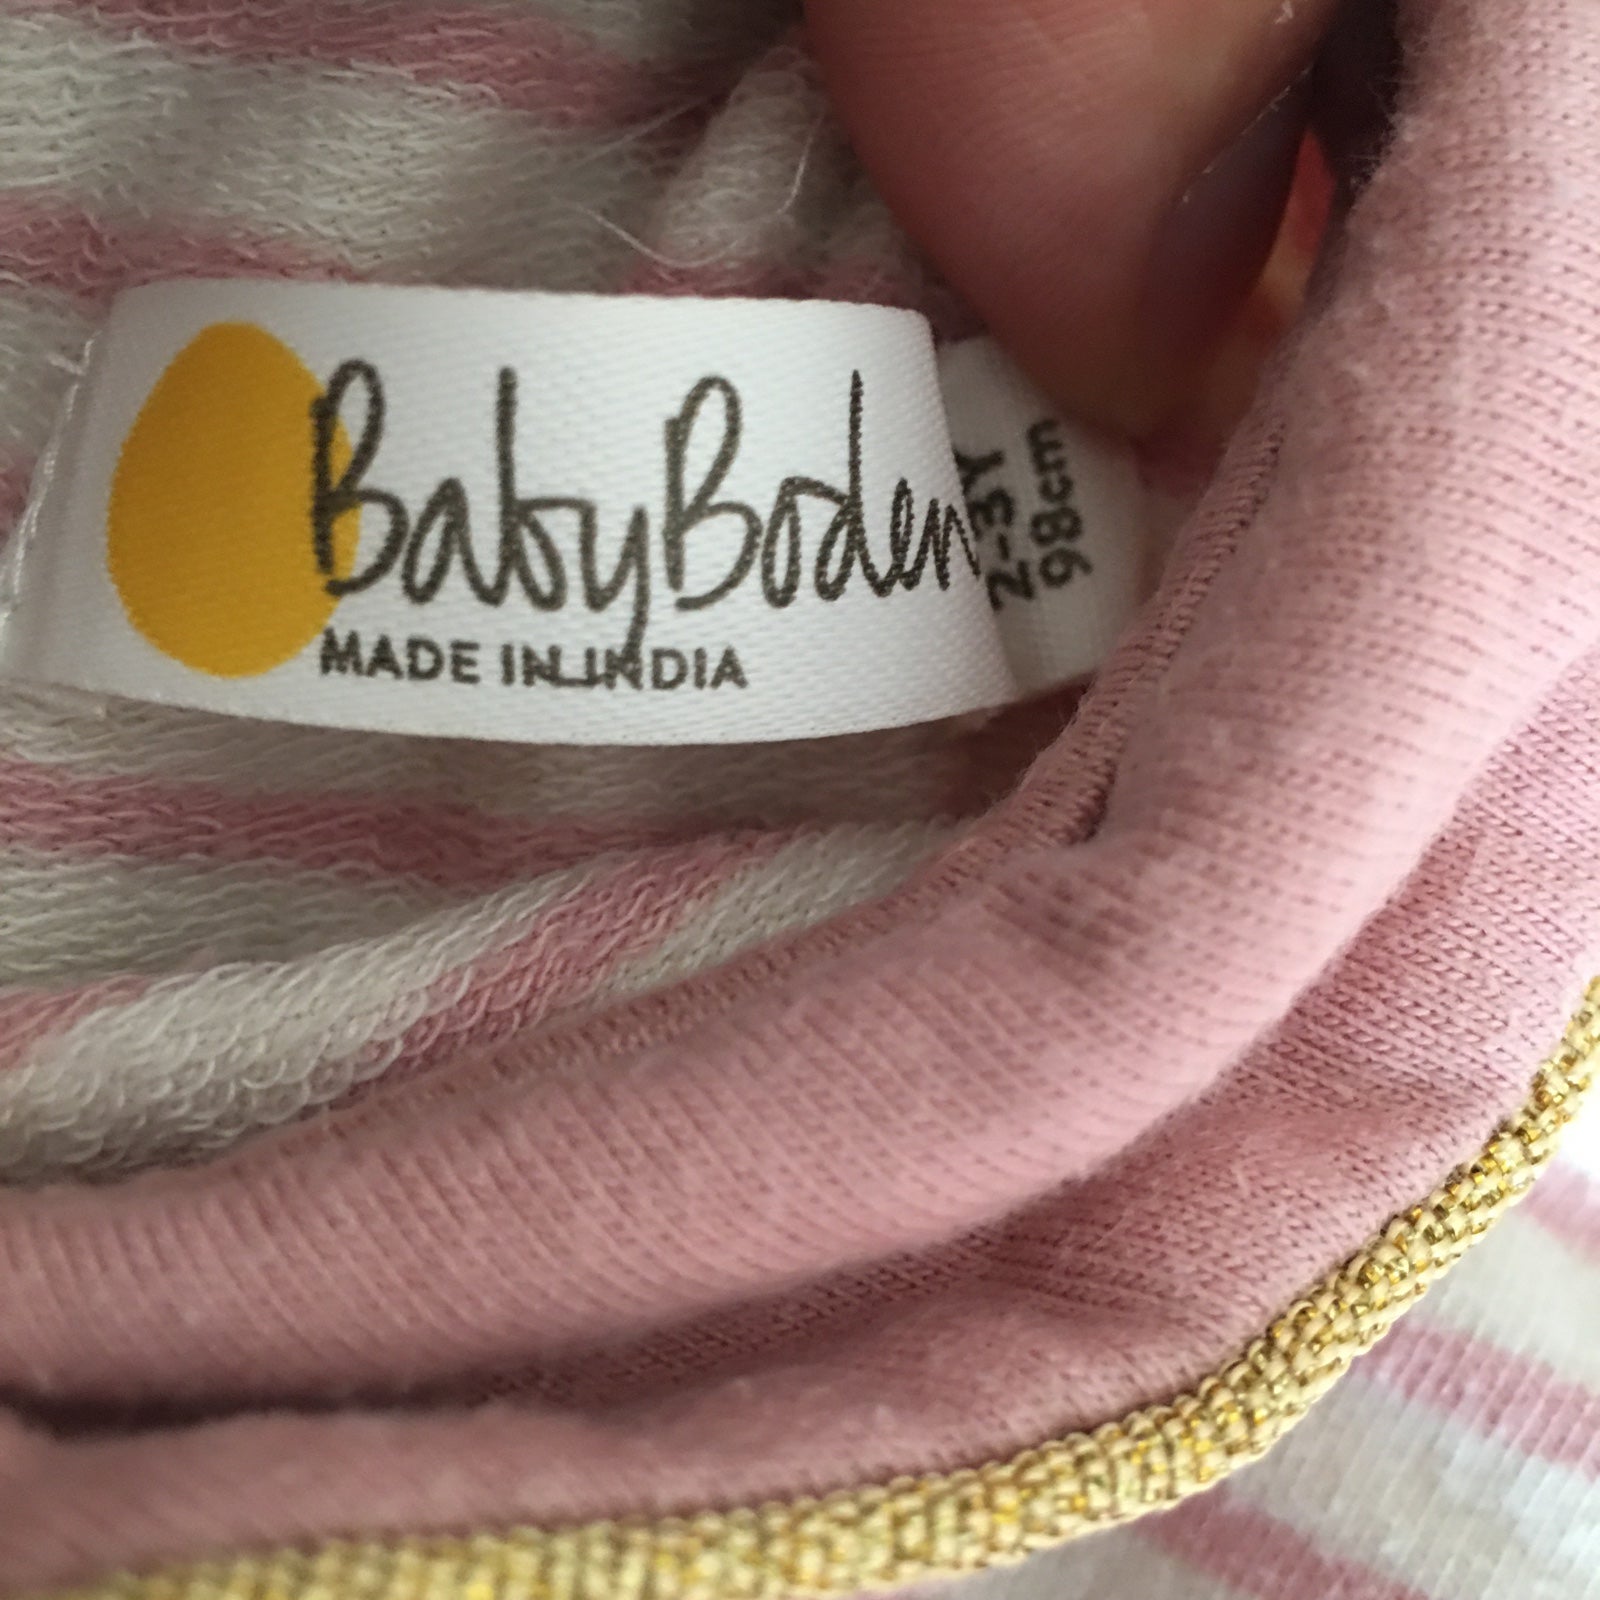 BabyBoden
MADE IN INDIA
2-3Y
98cm